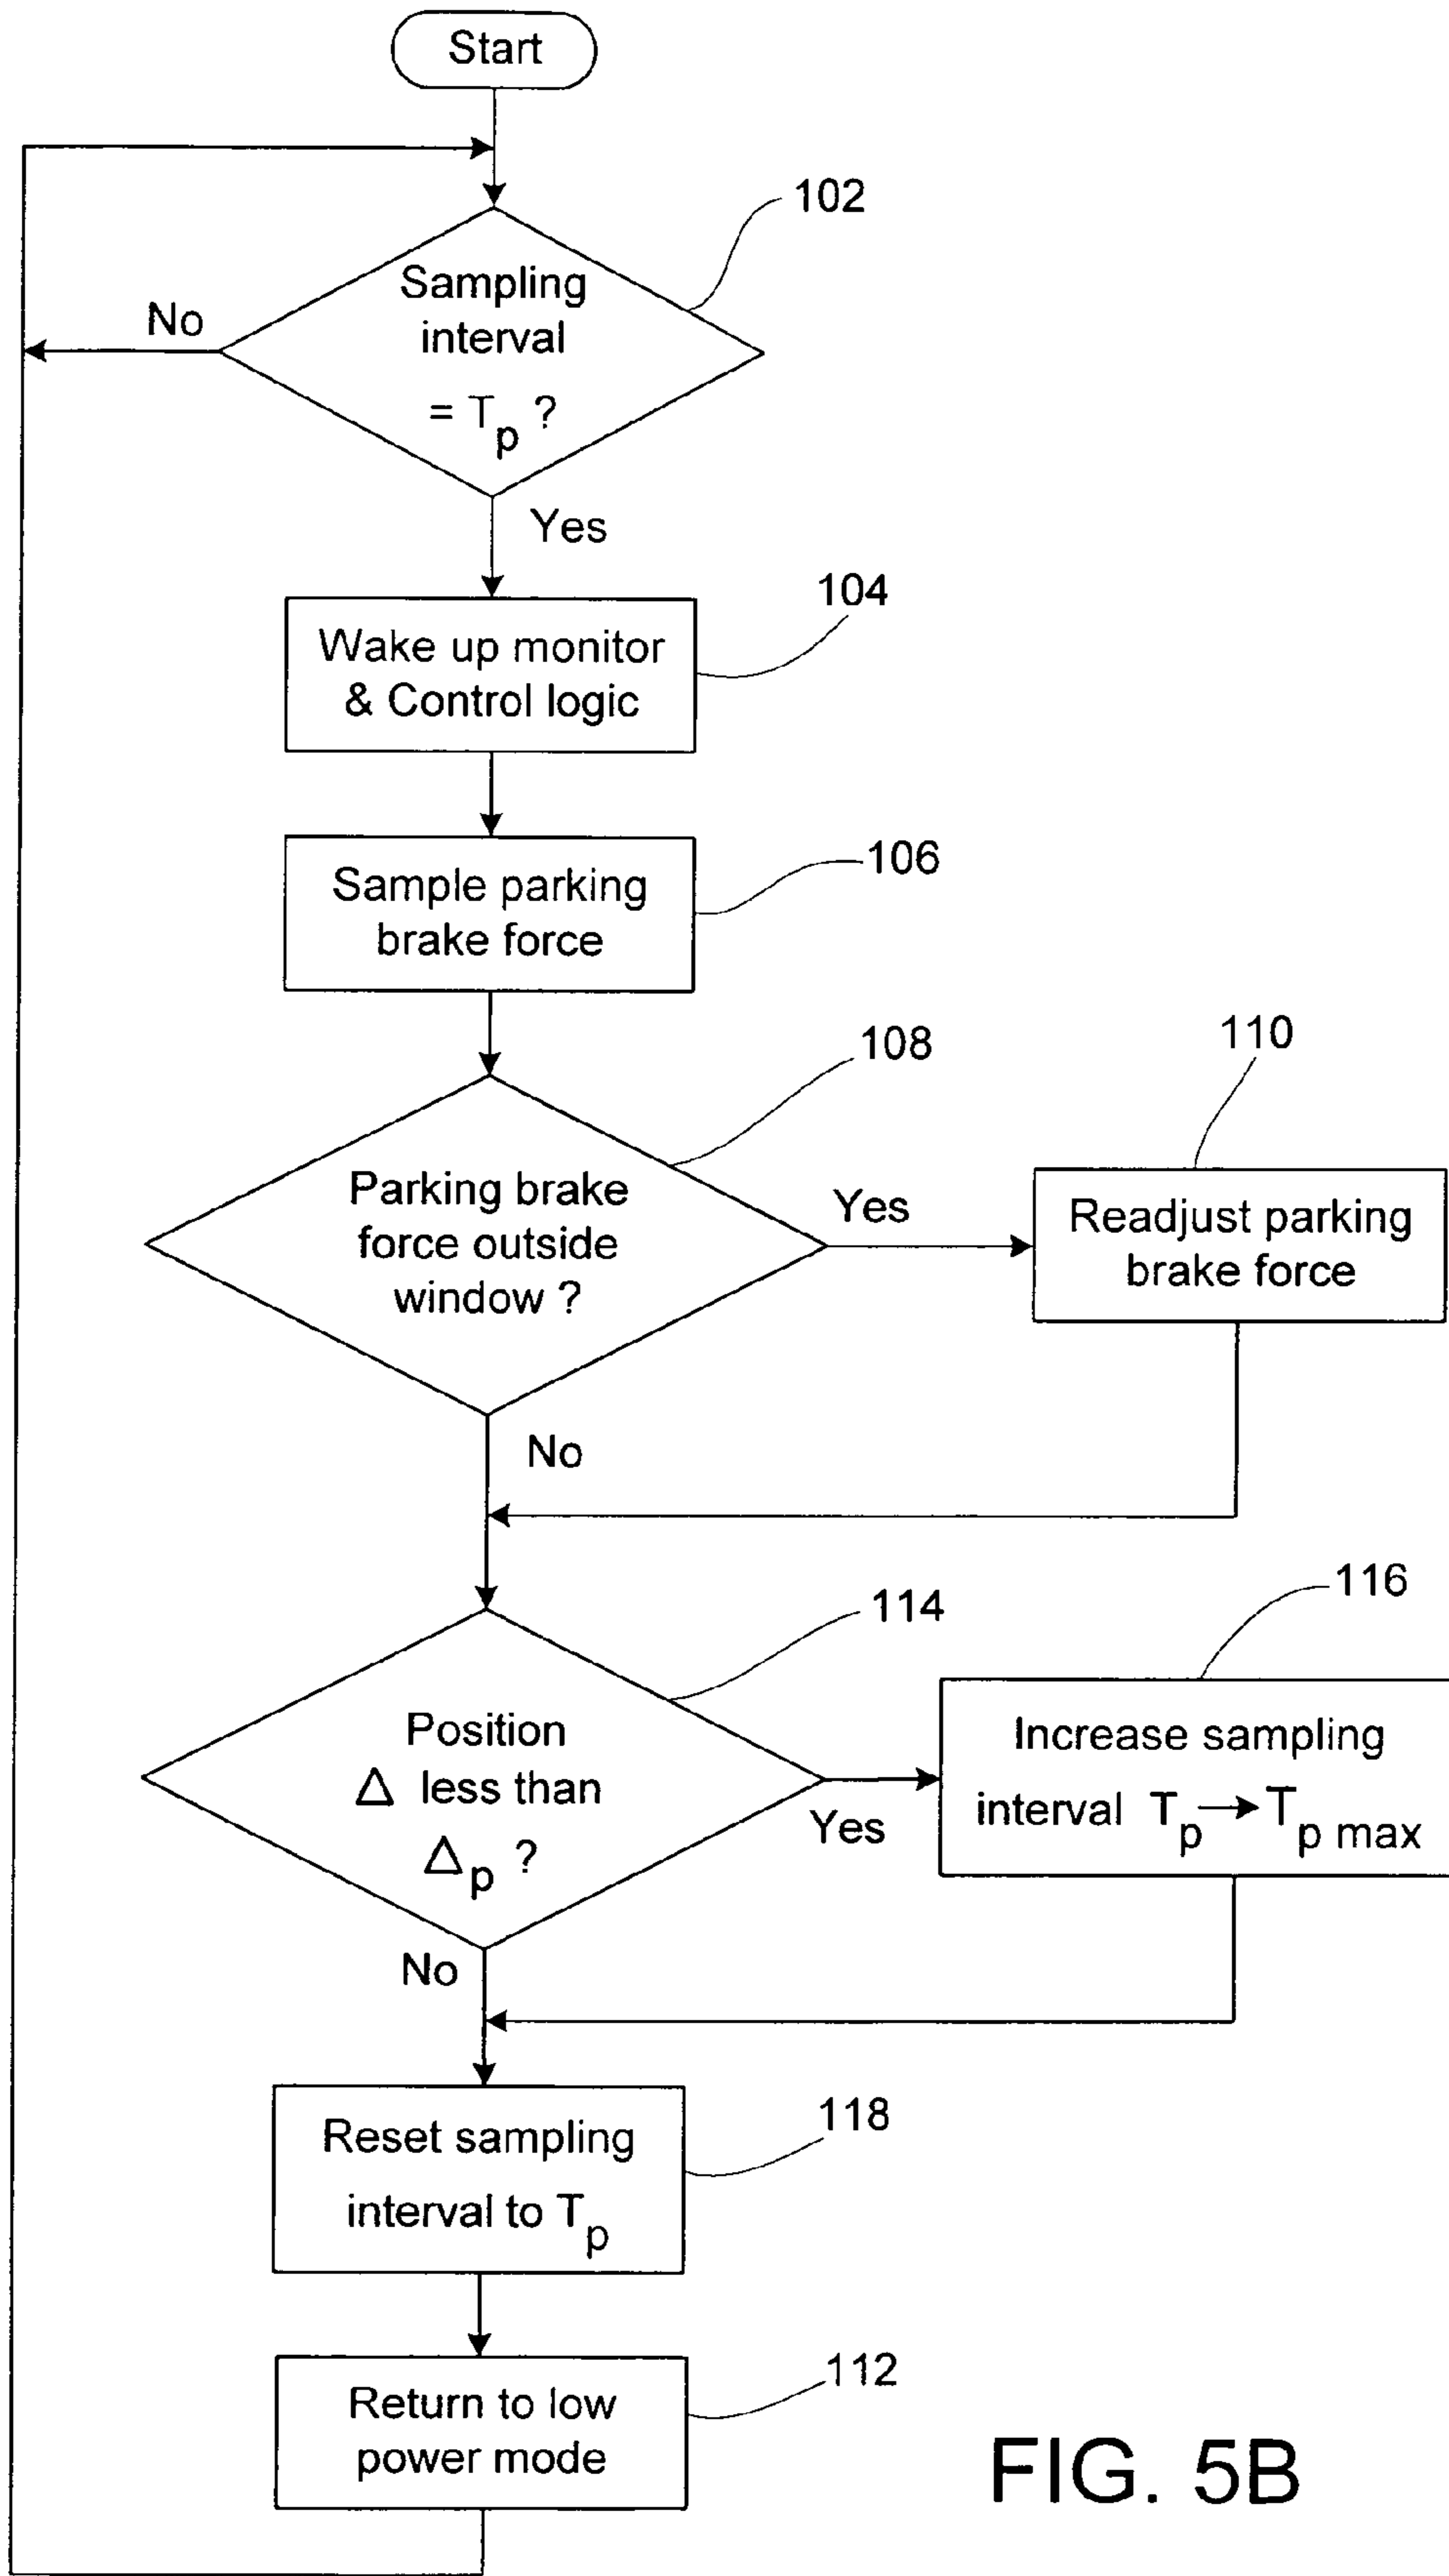 Start
102
Sampling
interval
= Tp ?
No
Yes
104
Wake up monitor
& Control logic
106
Sample parking
brake force
108
110
Parking brake
force outside
window ?
Yes
Readjust parking
brake force
No
114
116
Position
Δ less than
Δp ?
Yes
Increase sampling
interval Tp → Tp max
No
118
Reset sampling
interval to Tp
112
Return to low
power mode
FIG. 5B